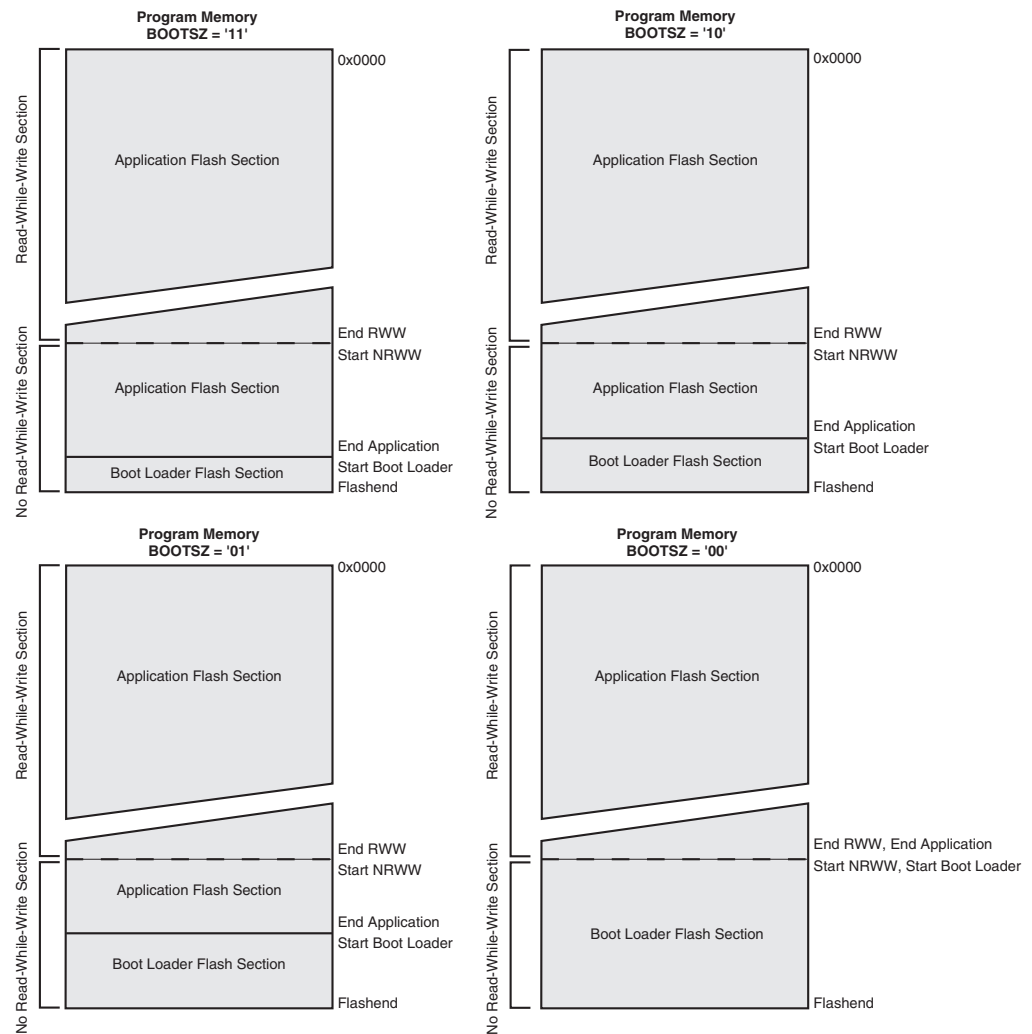 Program Memory
BOOTSZ = '11'
0x0000
Read-While-Write Section
Application Flash Section
End RWW
Start NRWW
No Read-While-Write Section
Application Flash Section
End Application
Start Boot Loader
Boot Loader Flash Section
Flashend
Program Memory
BOOTSZ = '10'
0x0000
Read-While-Write Section
Application Flash Section
End RWW
Start NRWW
No Read-While-Write Section
Application Flash Section
End Application
Start Boot Loader
Boot Loader Flash Section
Flashend
Program Memory
BOOTSZ = '01'
0x0000
Read-While-Write Section
Application Flash Section
End RWW
Start NRWW
No Read-While-Write Section
Application Flash Section
End Application
Start Boot Loader
Boot Loader Flash Section
Flashend
Program Memory
BOOTSZ = '00'
0x0000
Read-While-Write Section
Application Flash Section
End RWW, End Application
Start NRWW, Start Boot Loader
No Read-While-Write Section
Boot Loader Flash Section
Flashend